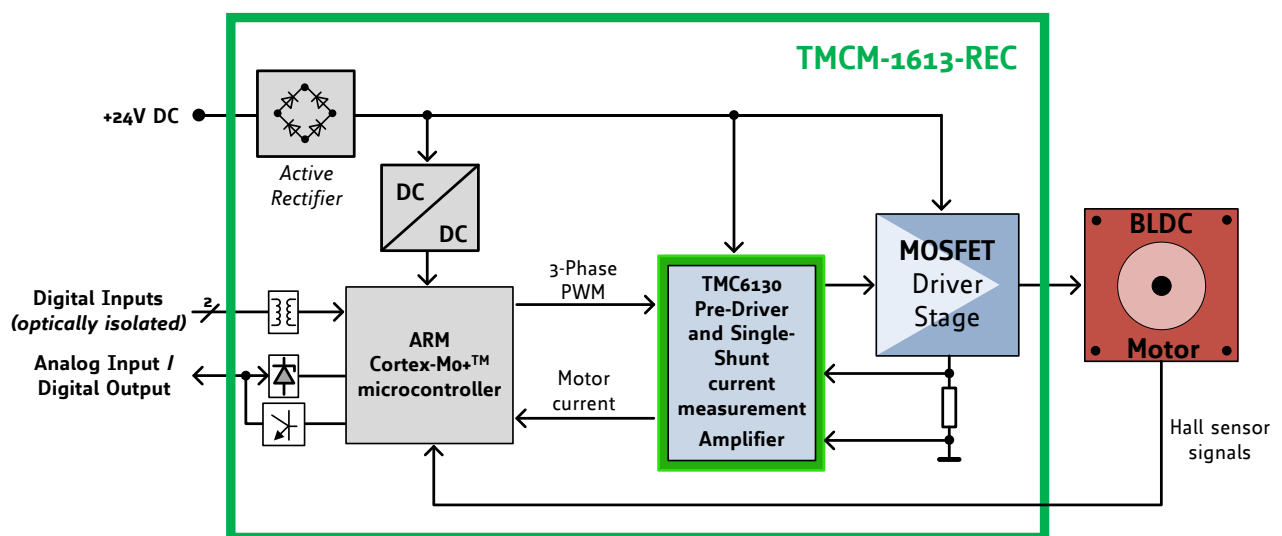 TMCM-1613-REC
+24V DC
Active
Rectifier
DC
DC
BLDC
Motor
MOSFET
Driver
Stage
3-Phase
PWM
TMC6130
Pre-Driver
and Single-
Shunt
current
measurement
Amplifier
Digital Inputs
(optically isolated)
2
ARM
Cortex-M0+™
microcontroller
Analog Input /
Digital Output
Motor
current
Hall sensor
signals